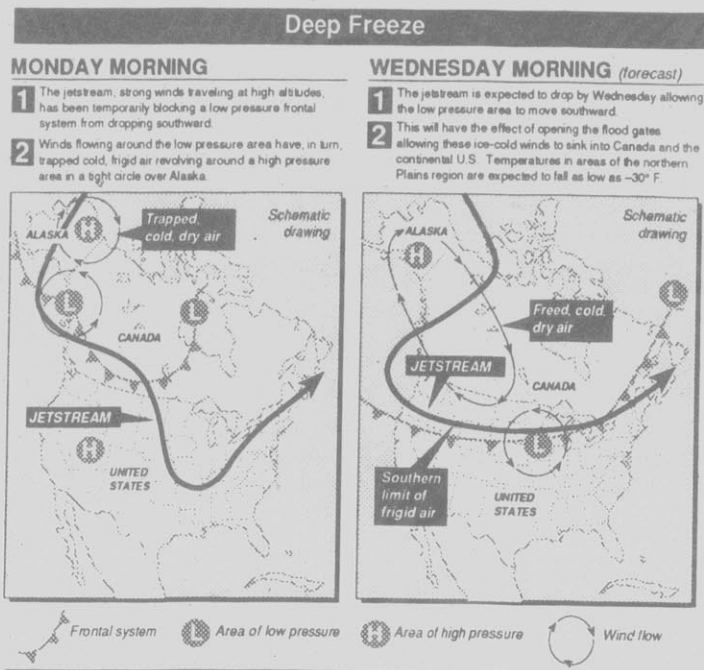 Deep Freeze
MONDAY MORNING
1 The jetstream, strong winds traveling at high altitudes,
has been temporarily blocking a low pressure frontal
system from dropping southward.
2 Winds flowing around the low pressure area have, in turn,
trapped cold, frigid air revolving around a high pressure
area in a tight circle over Alaska.
ALASKA
H
Trapped,
cold, dry air
Schematic
drawing
L
L
CANADA
JETSTREAM
H
UNITED
STATES
WEDNESDAY MORNING (forecast)
1 The jetstream is expected to drop by Wednesday allowing
the low pressure area to move southward.
2 This will have the effect of opening the flood gates
allowing these ice-cold winds to sink into Canada and the
continental U.S. Temperatures in areas of the northern
Plains region are expected to fall as low as –30° F.
ALASKA
H
Schematic
drawing
L
Freed, cold,
dry air
JETSTREAM
CANADA
L
Southern
limit of
frigid air
UNITED
STATES
Frontal system
L Area of low pressure
H Area of high pressure
Wind flow